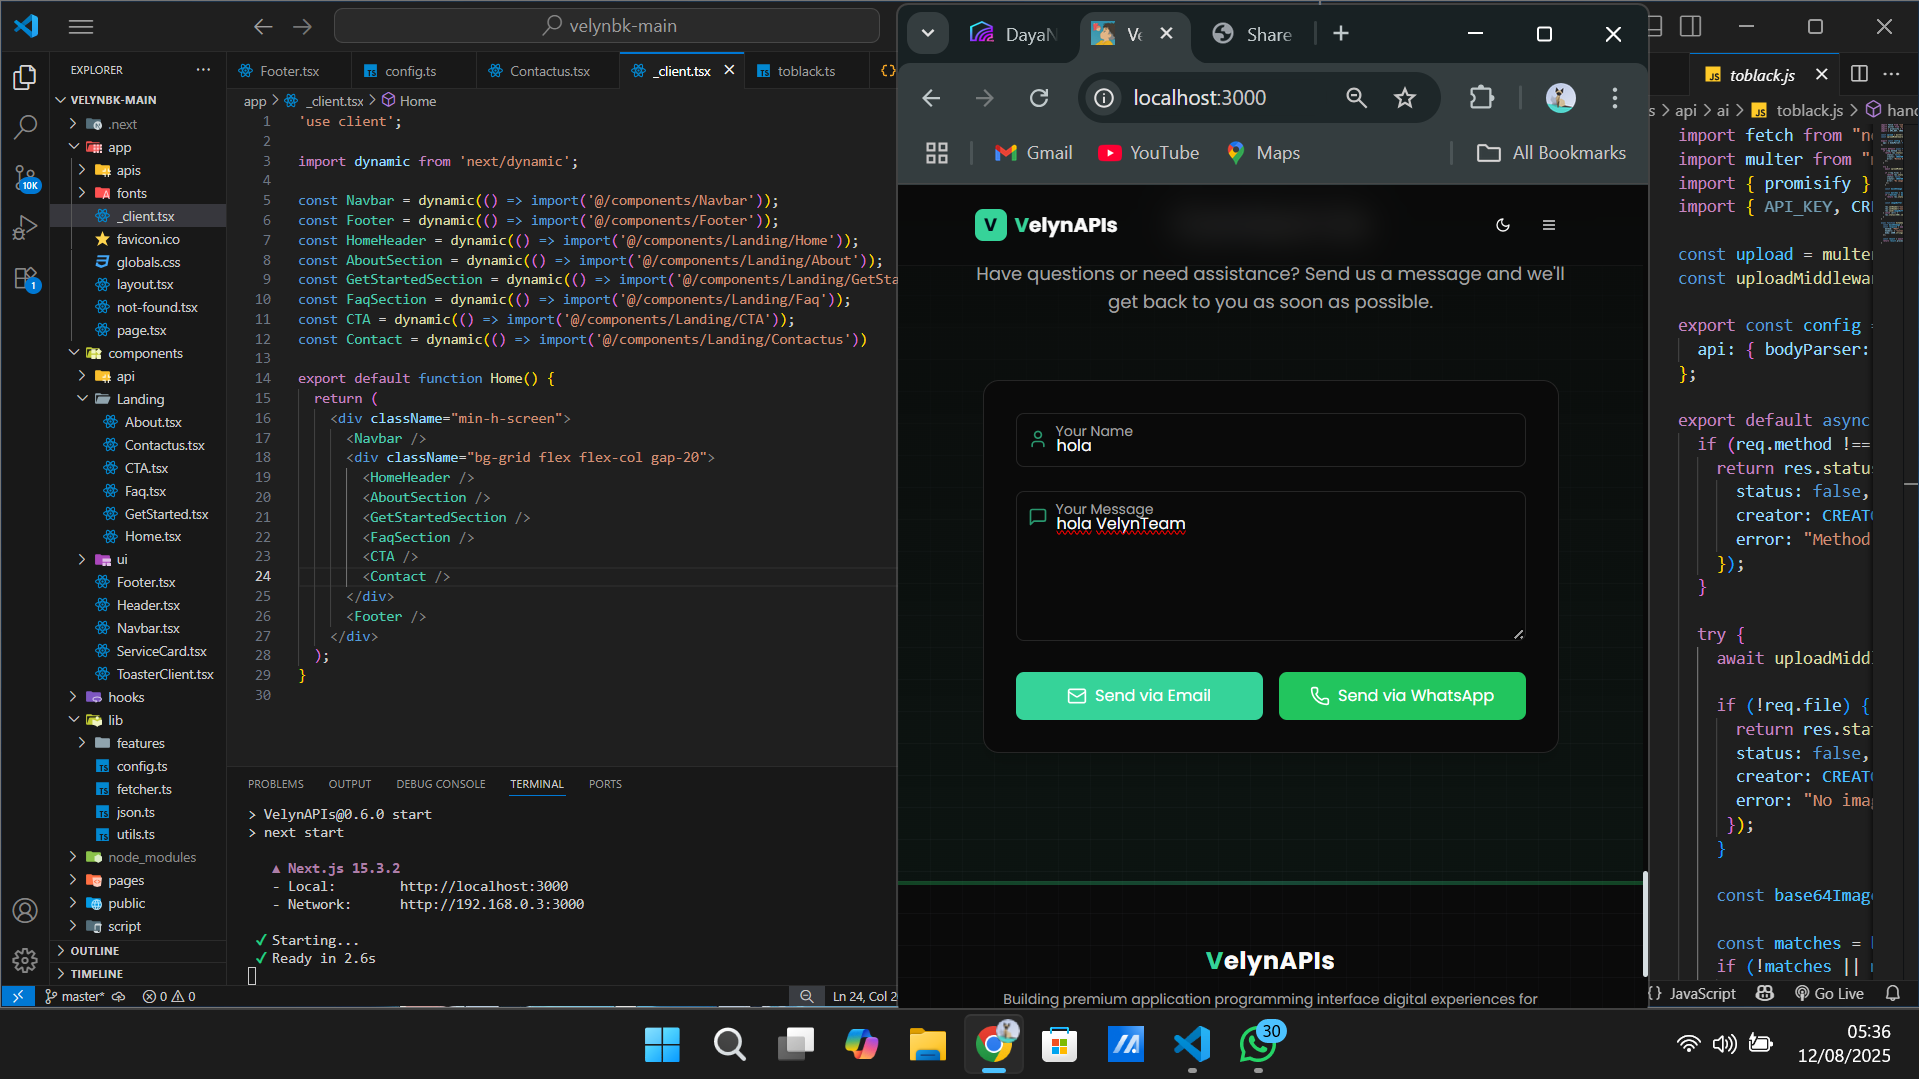 velynbk-main
EXPLORER
VELYNBK-MAIN
.next
app
apis
fonts
_client.tsx
favicon.ico
globals.css
layout.tsx
not-found.tsx
page.tsx
components
api
Landing
About.tsx
Contactus.tsx
CTA.tsx
Faq.tsx
GetStarted.tsx
Home.tsx
ui
Footer.tsx
Header.tsx
Navbar.tsx
ServiceCard.tsx
ToasterClient.tsx
hooks
lib
features
config.ts
fetcher.ts
json.ts
utils.ts
node_modules
pages
public
script
OUTLINE
TIMELINE
10K
1
Footer.tsx config.ts Contactus.tsx _client.tsx toblack.ts {}
app > _client.tsx > Home
1 'use client';
2
3 import dynamic from 'next/dynamic';
4
5 const Navbar = dynamic(() => import('@/components/Navbar'));
6 const Footer = dynamic(() => import('@/components/Footer'));
7 const HomeHeader = dynamic(() => import('@/components/Landing/Home'));
8 const AboutSection = dynamic(() => import('@/components/Landing/About'));
9 const GetStartedSection = dynamic(() => import('@/components/Landing/GetSta
10 const FaqSection = dynamic(() => import('@/components/Landing/Faq'));
11 const CTA = dynamic(() => import('@/components/Landing/CTA'));
12 const Contact = dynamic(() => import('@/components/Landing/Contactus'))
13
14 export default function Home() {
15 return (
16 <div className="min-h-screen">
17 <Navbar />
18 <div className="bg-grid flex flex-col gap-20">
19 <HomeHeader />
20 <AboutSection />
21 <GetStartedSection />
22 <FaqSection />
23 <CTA />
24 <Contact />
25 </div>
26 <Footer />
27 </div>
28 );
29 }
30
PROBLEMS OUTPUT DEBUG CONSOLE TERMINAL PORTS
> VelynAPIs@0.6.0 start
> next start
▲ Next.js 15.3.2
- Local: http://localhost:3000
- Network: http://192.168.0.3:3000
✓ Starting...
✓ Ready in 2.6s
master* 0 0 Ln 24, Col 2
DayaN Ve Share
localhost:3000
Gmail YouTube Maps All Bookmarks
V VelynAPIs
Have questions or need assistance? Send us a message and we'll
get back to you as soon as possible.
Your Name
hola
Your Message
hola VelynTeam
Send via Email Send via WhatsApp
VelynAPIs
Building premium application programming interface digital experiences for
JS toblack.js
s > api > ai > JS toblack.js > hand
import fetch from "n
import multer from "
import { promisify }
import { API_KEY, CR
const upload = multe
const uploadMiddlewa
export const config
api: { bodyParser:
};
export default async
if (req.method !==
return res.statu
status: false,
creator: CREAT
error: "Method
});
}
try {
await uploadMidd
if (!req.file) {
return res.sta
status: false,
creator: CREAT
error: "No ima
});
}
const base64Imag
const matches =
if (!matches ||
{} JavaScript Go Live
30
05:36
12/08/2025